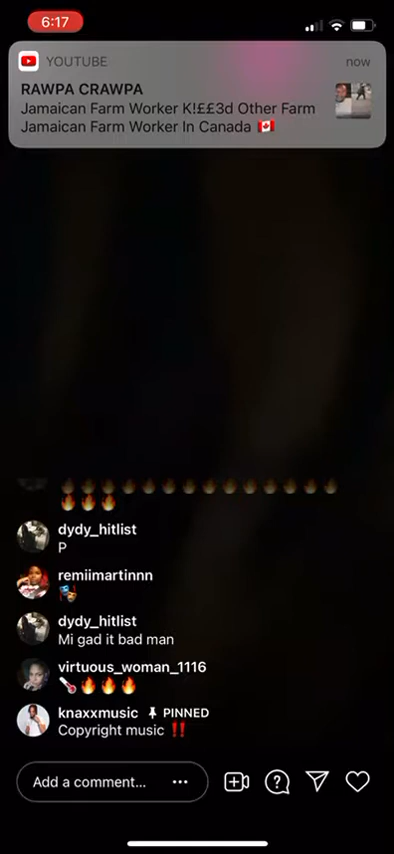 6:17
YOUTUBE
now
RAWPA CRAWPA
Jamaican Farm Worker K!££3d Other Farm
Jamaican Farm Worker In Canada 🇨🇦
🔥🔥🔥🔥🔥🔥🔥🔥🔥🔥🔥🔥🔥🔥
🔥🔥🔥
dydy_hitlist
P
remiimartinnn
dydy_hitlist
Mi gad it bad man
virtuous_woman_1116
🌡️🔥🔥🔥
knaxxmusic PINNED
Copyright music ‼️
Add a comment...